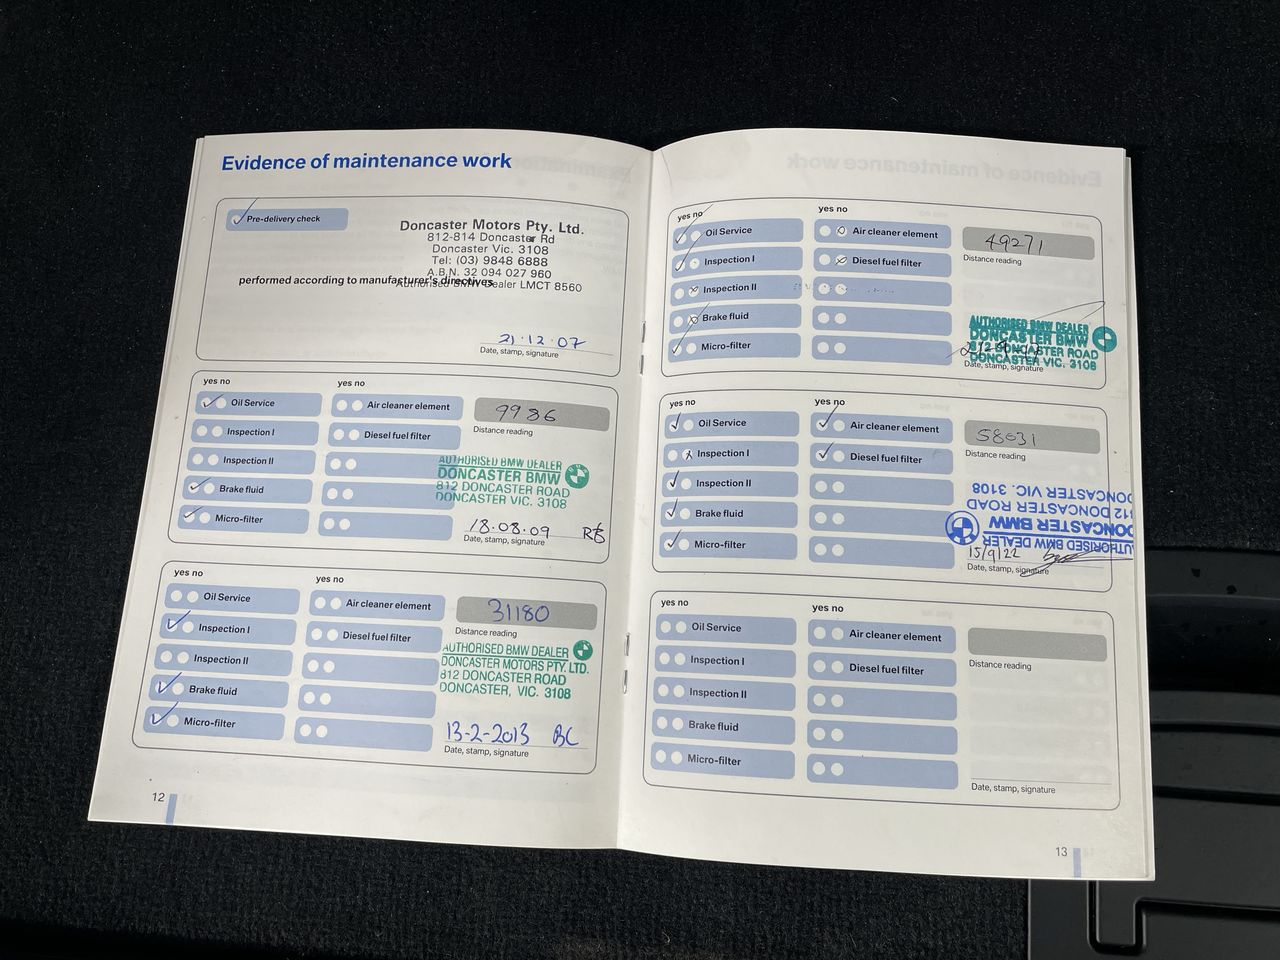 Evidence of maintenance work
Pre-delivery check
Doncaster Motors Pty. Ltd.
812-814 Doncaster Rd
Doncaster Vic. 3108
Tel: (03) 9848 6888
A.B.N. 32 094 027 960
performed according to manufacturer's directives
Authorised BMW Dealer LMCT 8560
21.12.07
Date, stamp, signature
yes no
yes no
Oil Service
Air cleaner element
9986
Inspection I
Diesel fuel filter
Distance reading
Inspection II
Brake fluid
Micro-filter
AUTHORISED BMW DEALER
DONCASTER BMW
812 DONCASTER ROAD
DONCASTER VIC. 3108
18.08.09
Date, stamp, signature
yes no
yes no
Oil Service
Air cleaner element
31180
Inspection I
Diesel fuel filter
Distance reading
Inspection II
Brake fluid
Micro-filter
AUTHORISED BMW DEALER
DONCASTER MOTORS PTY. LTD.
812 DONCASTER ROAD
DONCASTER, VIC. 3108
13-2-2013 BC
Date, stamp, signature
12
yes no
yes no
Oil Service
Air cleaner element
49271
Inspection I
Diesel fuel filter
Distance reading
Inspection II
Brake fluid
Micro-filter
AUTHORISED BMW DEALER
DONCASTER BMW
812 DONCASTER ROAD
DONCASTER VIC. 3108
Date, stamp, signature
yes no
yes no
Oil Service
Air cleaner element
58031
Inspection I
Diesel fuel filter
Distance reading
Inspection II
Brake fluid
Micro-filter
AUTHORISED BMW DEALER
DONCASTER BMW
812 DONCASTER ROAD
DONCASTER VIC. 3108
15/9/22
Date, stamp, signature
yes no
yes no
Oil Service
Air cleaner element
Inspection I
Diesel fuel filter
Distance reading
Inspection II
Brake fluid
Micro-filter
Date, stamp, signature
13